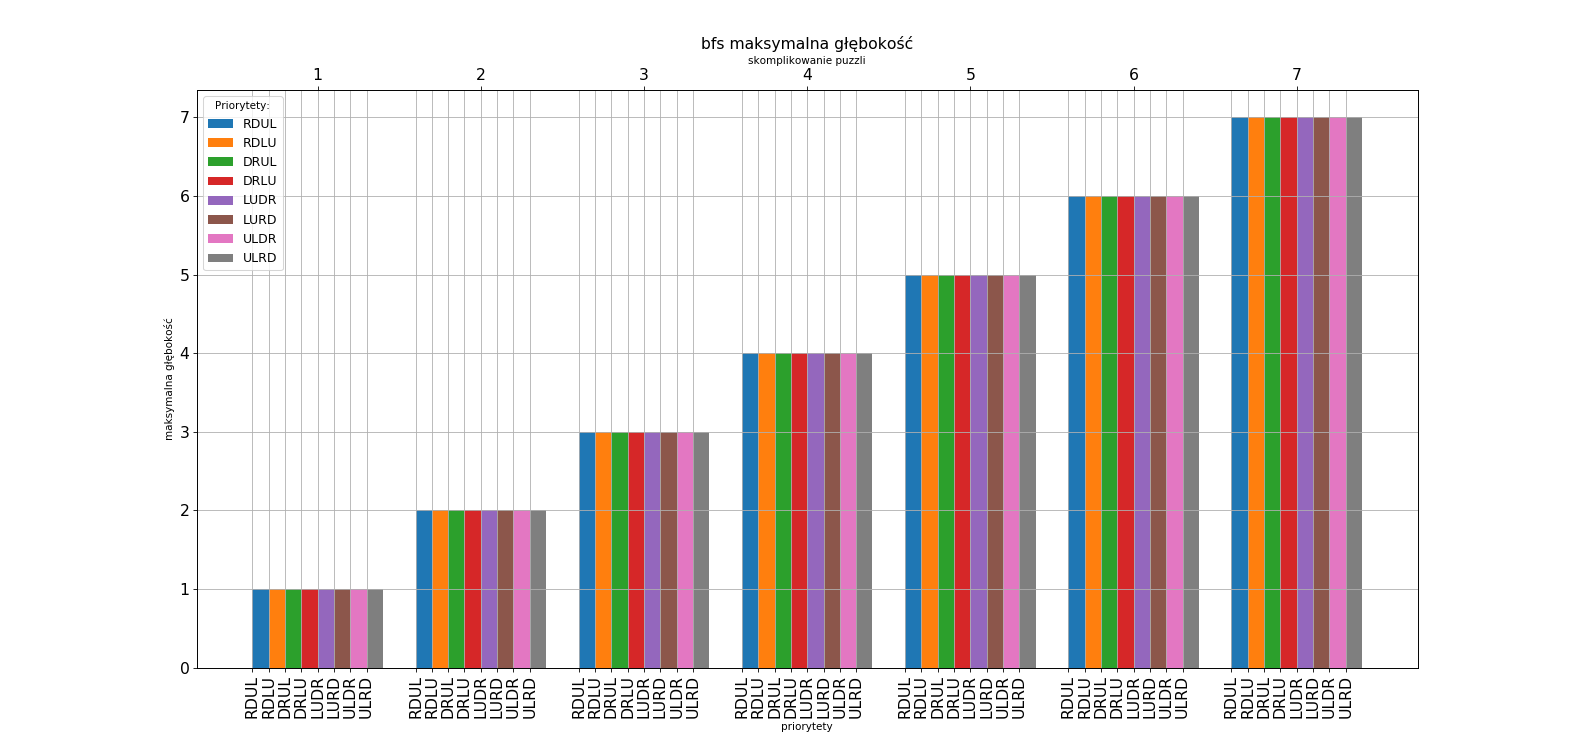 bfs maksymalna głębokość
skomplikowanie puzzli
1 2 3 4 5 6 7
Priorytety:
RDUL
RDLU
DRUL
DRLU
LUDR
LURD
ULDR
ULRD
maksymalna głębokość
7
6
5
4
3
2
1
0
RDUL RDLU DRUL DRLU LUDR LURD ULDR ULRD RDUL RDLU DRUL DRLU LUDR LURD ULDR ULRD RDUL RDLU DRUL DRLU LUDR LURD ULDR ULRD RDUL RDLU DRUL DRLU LUDR LURD ULDR ULRD RDUL RDLU DRUL DRLU LUDR LURD ULDR ULRD RDUL RDLU DRUL DRLU LUDR LURD ULDR ULRD RDUL RDLU DRUL DRLU LUDR LURD ULDR ULRD
priorytety